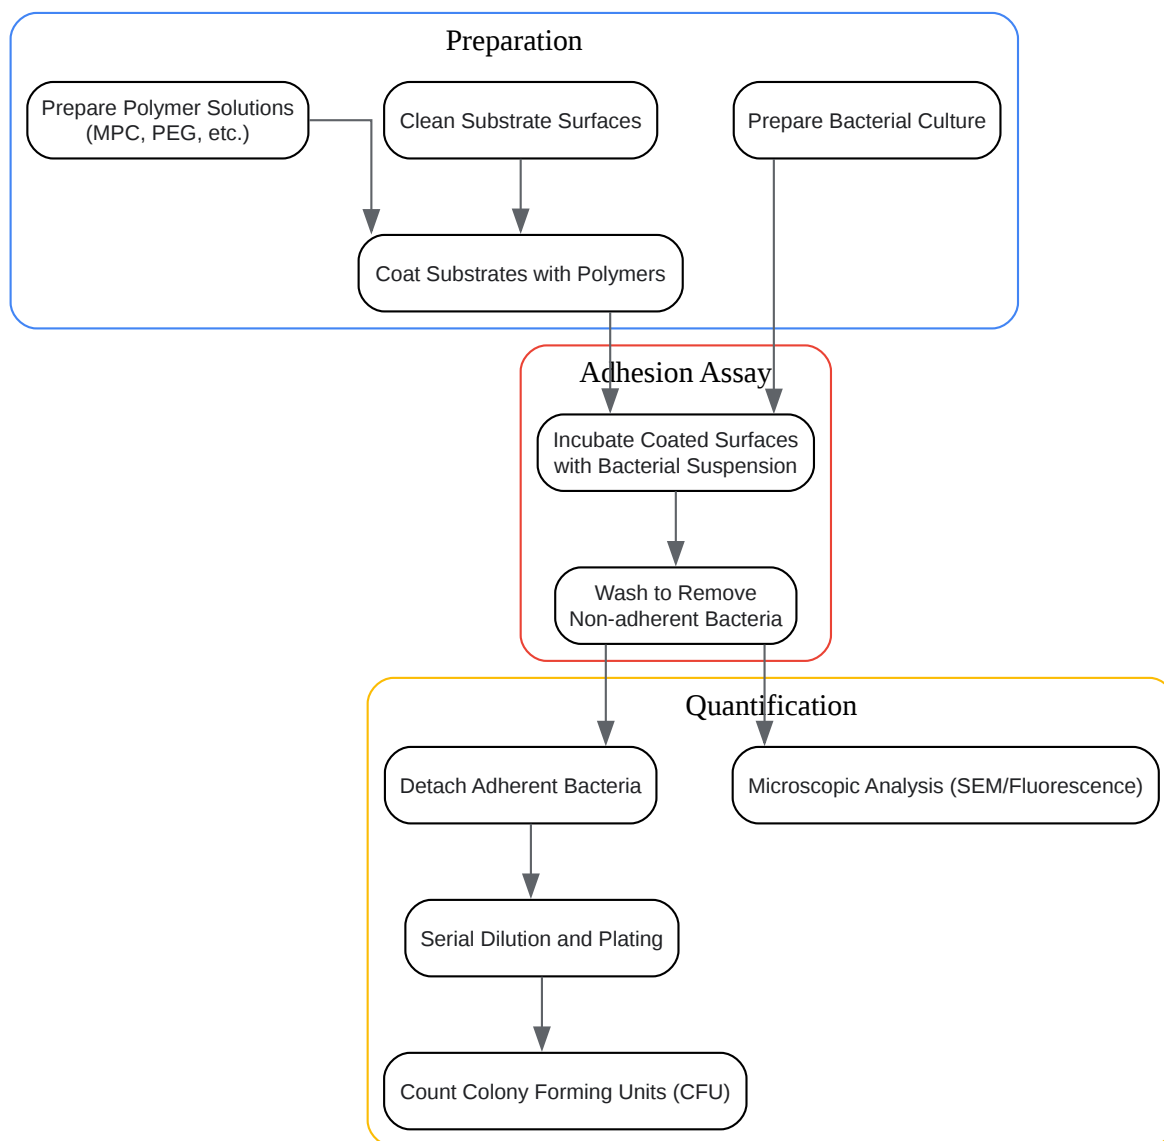 Preparation
Prepare Polymer Solutions
(MPC, PEG, etc.)
Clean Substrate Surfaces
Prepare Bacterial Culture
Coat Substrates with Polymers
Adhesion Assay
Incubate Coated Surfaces
with Bacterial Suspension
Wash to Remove
Non-adherent Bacteria
Quantification
Detach Adherent Bacteria
Microscopic Analysis (SEM/Fluorescence)
Serial Dilution and Plating
Count Colony Forming Units (CFU)